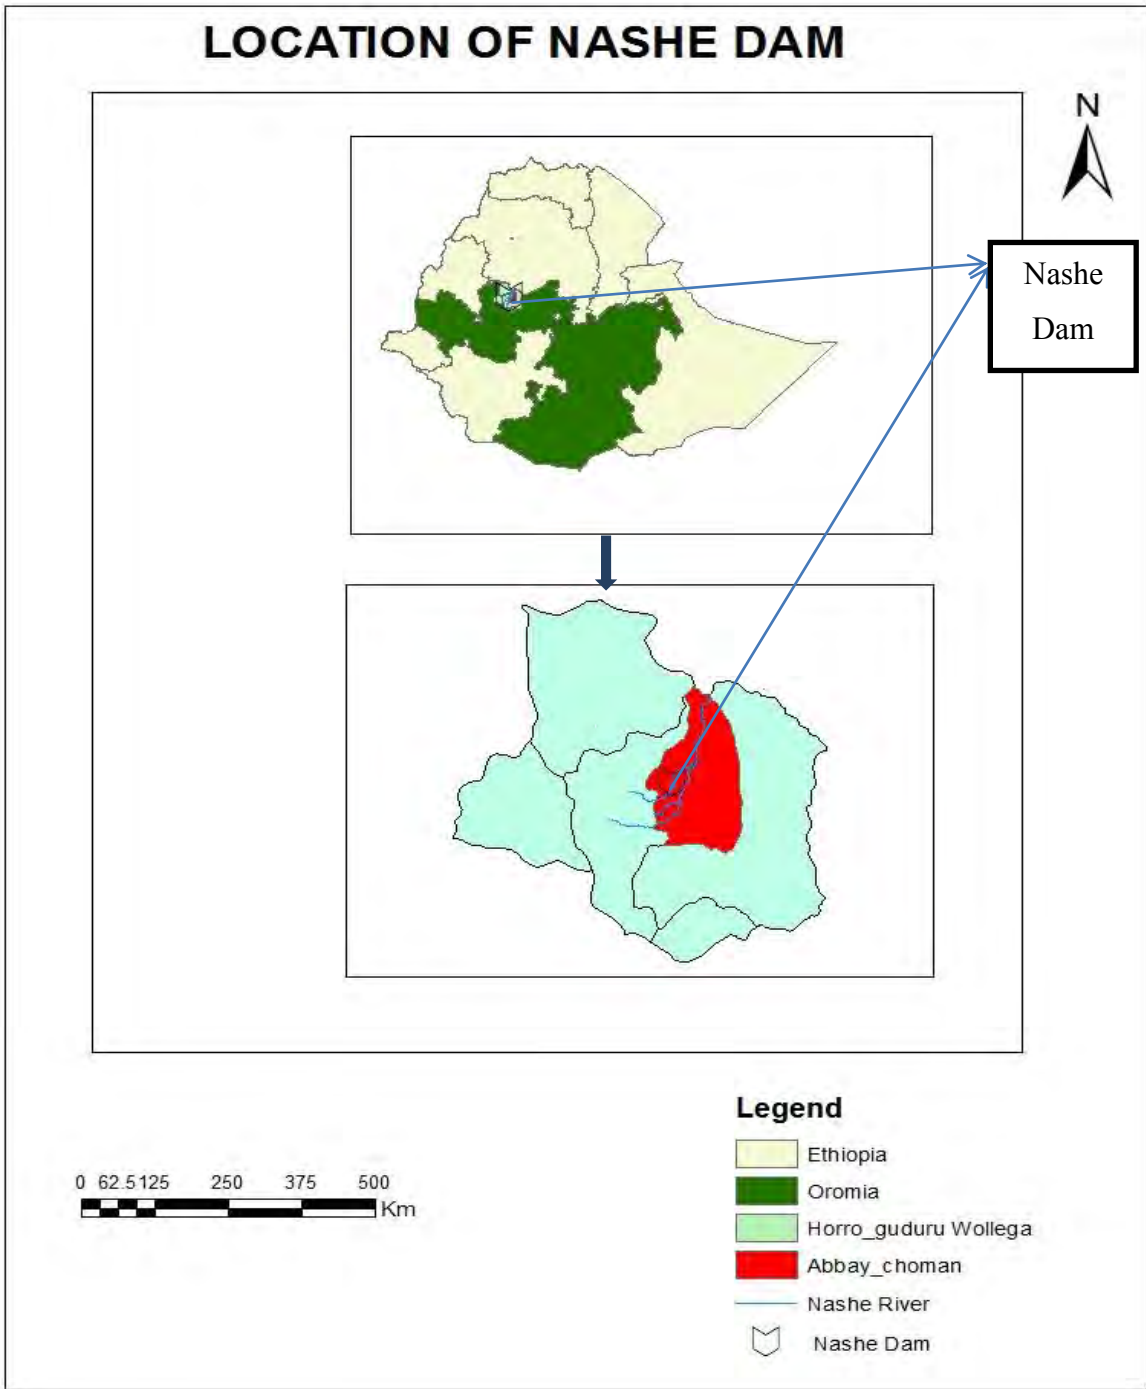 LOCATION OF NASHE DAM
N
Nashe
Dam
Legend
Ethiopia
Oromia
Horro_guduru Wollega
Abbay_choman
Nashe River
Nashe Dam
0 62.5 125 250 375 500
Km